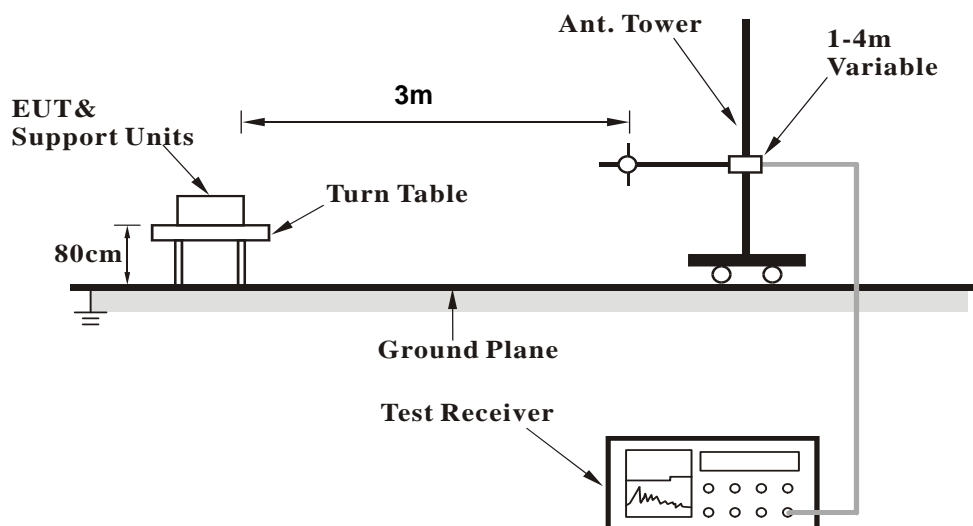 Ant. Tower
1-4m
Variable
3m
EUT&
Support Units
Turn Table
80cm
Ground Plane
Test Receiver